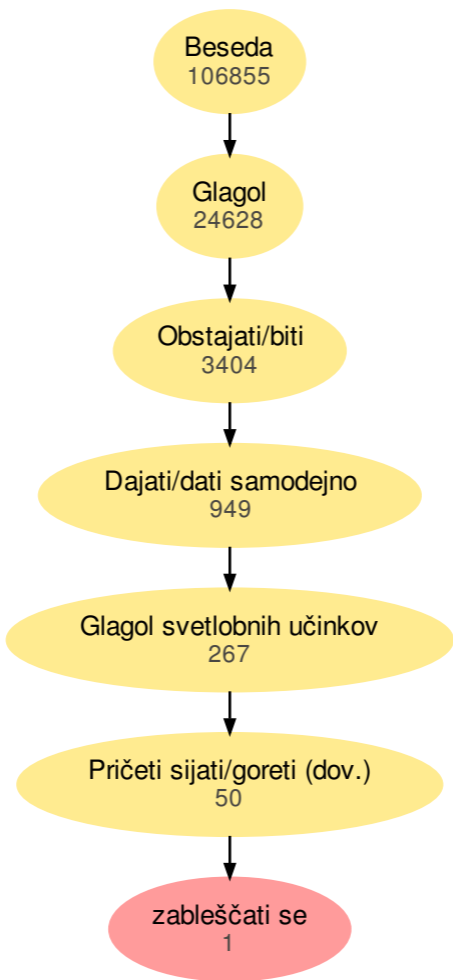 Beseda
106855
Glagol
24628
Obstajati/biti
3404
Dajati/dati samodejno
949
Glagol svetlobnih učinkov
267
Pričeti sijati/goreti (dov.)
50
zableščati se
1